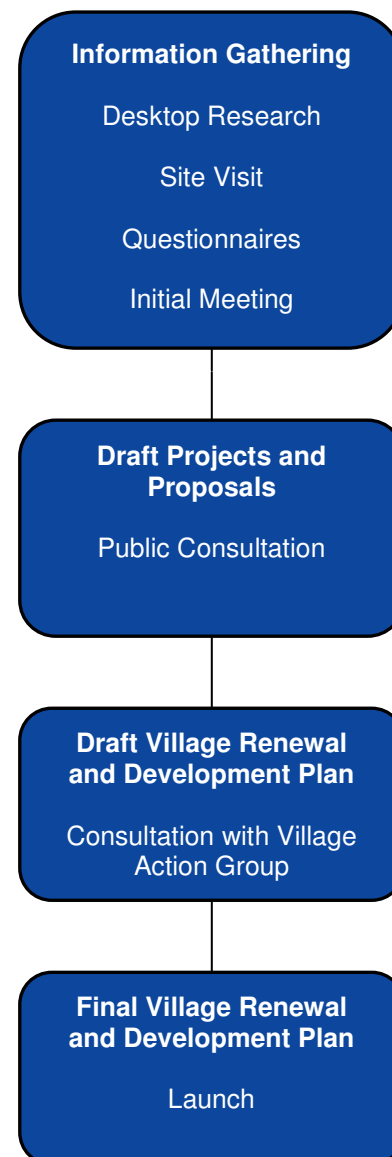 Information Gathering
Desktop Research
Site Visit
Questionnaires
Initial Meeting
Draft Projects and
Proposals
Public Consultation
Draft Village Renewal
and Development Plan
Consultation with Village
Action Group
Final Village Renewal
and Development Plan
Launch